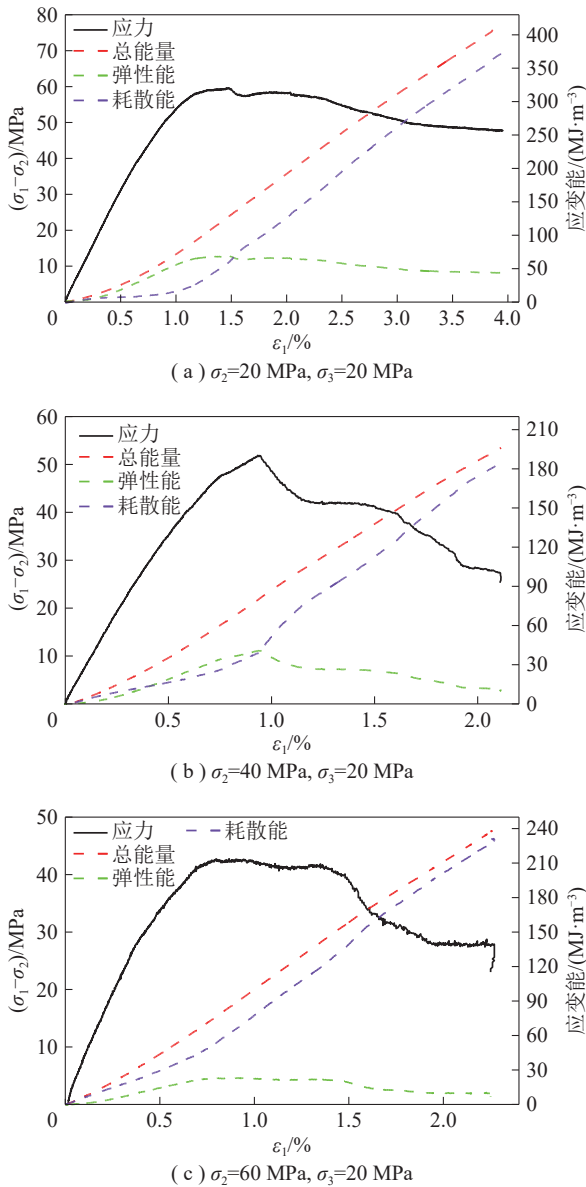 80
70
60
50
40
30
20
10
0
应力
总能量
弹性能
耗散能
400
350
300
250
200
150
100
50
0
(σ₁−σ₂)/MPa
应变能/(MJ·m⁻³)
0.5 1.0 1.5 2.0 2.5 3.0 3.5 4.0
ε₁/%
( a ) σ₂=20 MPa, σ₃=20 MPa
60
50
40
30
20
10
0
应力
总能量
弹性能
耗散能
210
180
150
120
90
60
30
0
(σ₁−σ₂)/MPa
应变能/(MJ·m⁻³)
0.5 1.0 1.5 2.0
ε₁/%
( b ) σ₂=40 MPa, σ₃=20 MPa
50
40
30
20
10
0
应力 耗散能
总能量
弹性能
240
210
180
150
120
90
60
30
0
(σ₁−σ₂)/MPa
应变能/(MJ·m⁻³)
0.5 1.0 1.5 2.0
ε₁/%
( c ) σ₂=60 MPa, σ₃=20 MPa